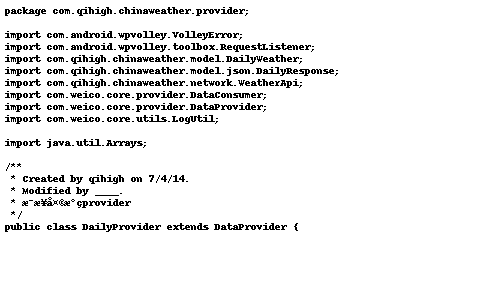 package com.qihigh.chinaweather.provider;
import com.android.wpvolley.VolleyError;
import com.android.wpvolley.toolbox.RequestListener;
import com.qihigh.chinaweather.model.DailyWeather;
import com.qihigh.chinaweather.model.json.DailyResponse;
import com.qihigh.chinaweather.network.WeatherApi;
import com.weico.core.provider.DataConsumer;
import com.weico.core.provider.DataProvider;
import com.weico.core.utils.LogUtil;
import java.util.Arrays;
/**
* Created by qihigh on 7/4/14.
* Modified by ____.
* æ¯æ¥å¤©æ°çprovider
*/
public class DailyProvider extends DataProvider {